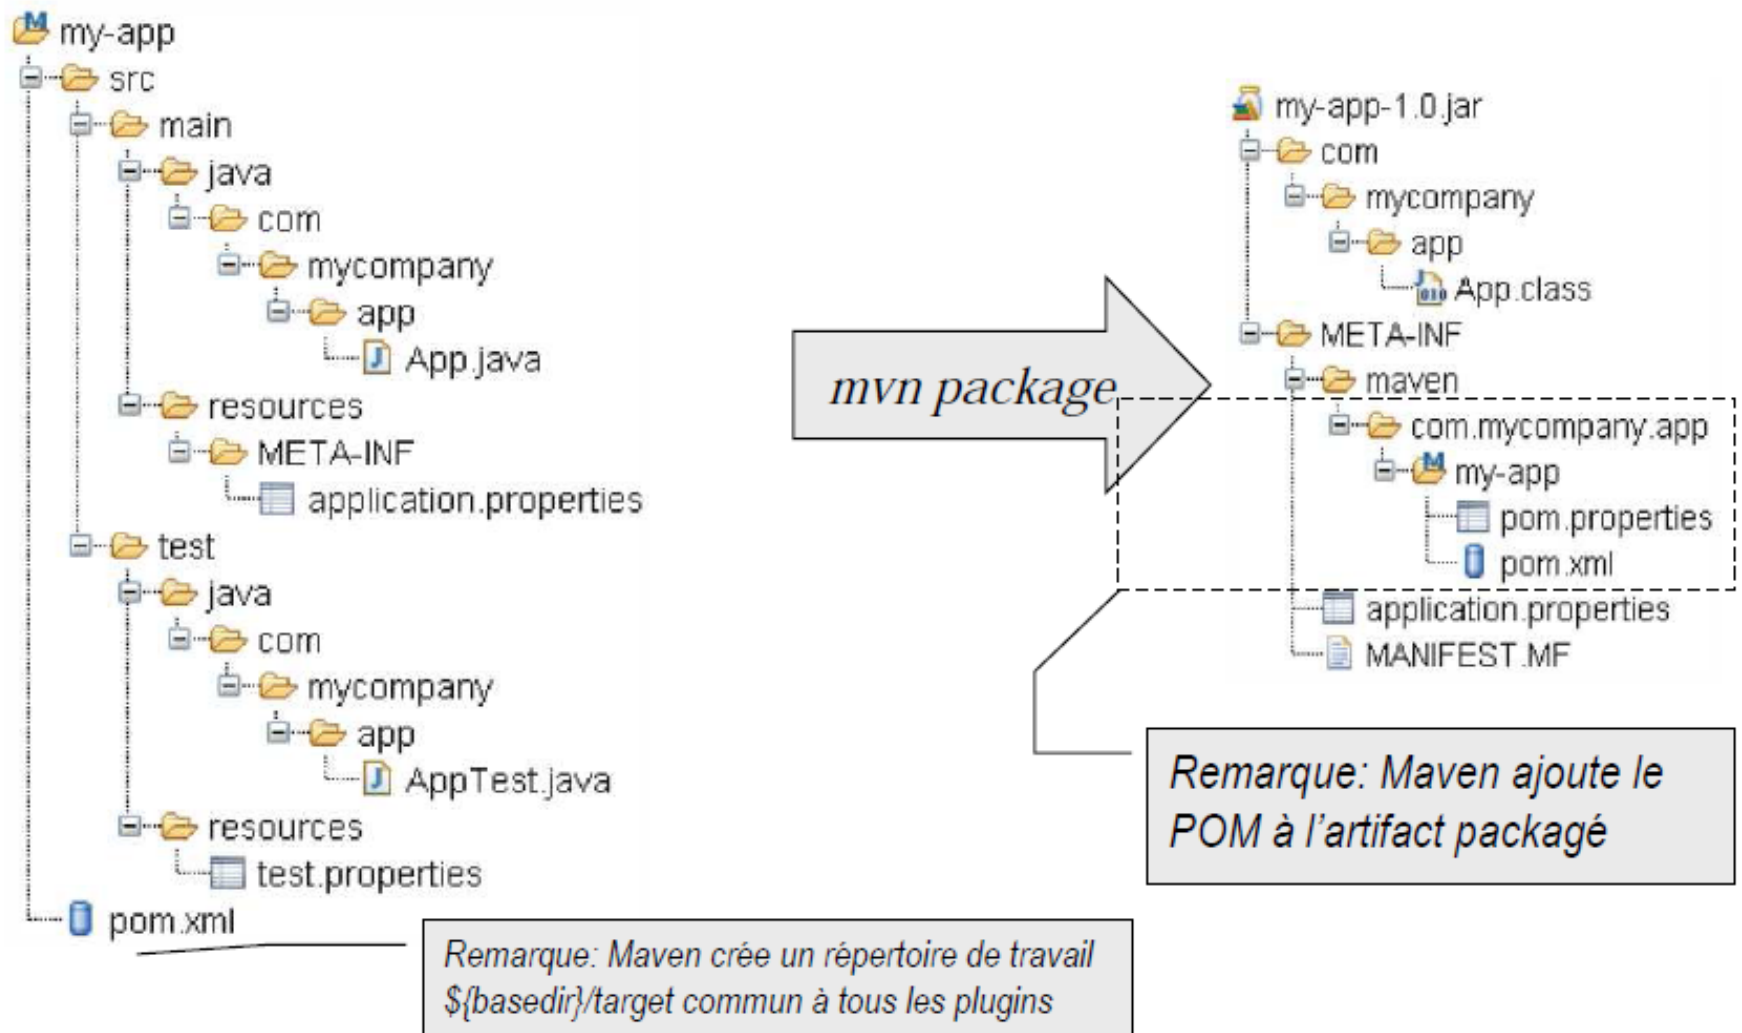 my-app
src
main
java
com
mycompany
app
App.java
resources
META-INF
application.properties
test
java
com
mycompany
app
AppTest.java
resources
test.properties
pom.xml
Remarque: Maven crée un répertoire de travail
${basedir}/target commun à tous les plugins
mvn package
my-app-1.0.jar
com
mycompany
app
App.class
META-INF
maven
com.mycompany.app
my-app
pom.properties
pom.xml
application.properties
MANIFEST.MF
Remarque: Maven ajoute le
POM à l'artifact packagé